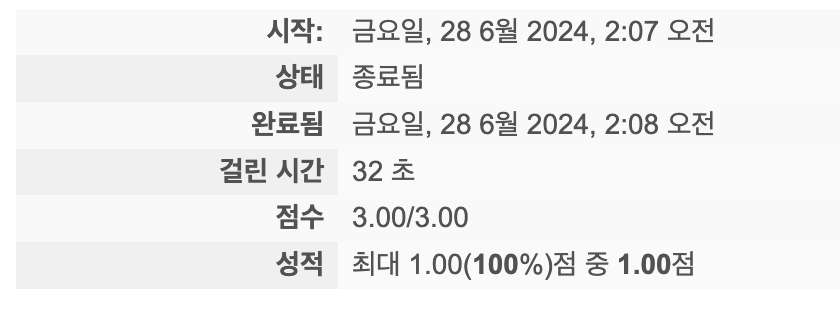 시작: 금요일, 28 6월 2024, 2:07 오전
상태 종료됨
완료됨 금요일, 28 6월 2024, 2:08 오전
걸린 시간 32 초
점수 3.00/3.00
성적 최대 1.00(100%)점 중 1.00점